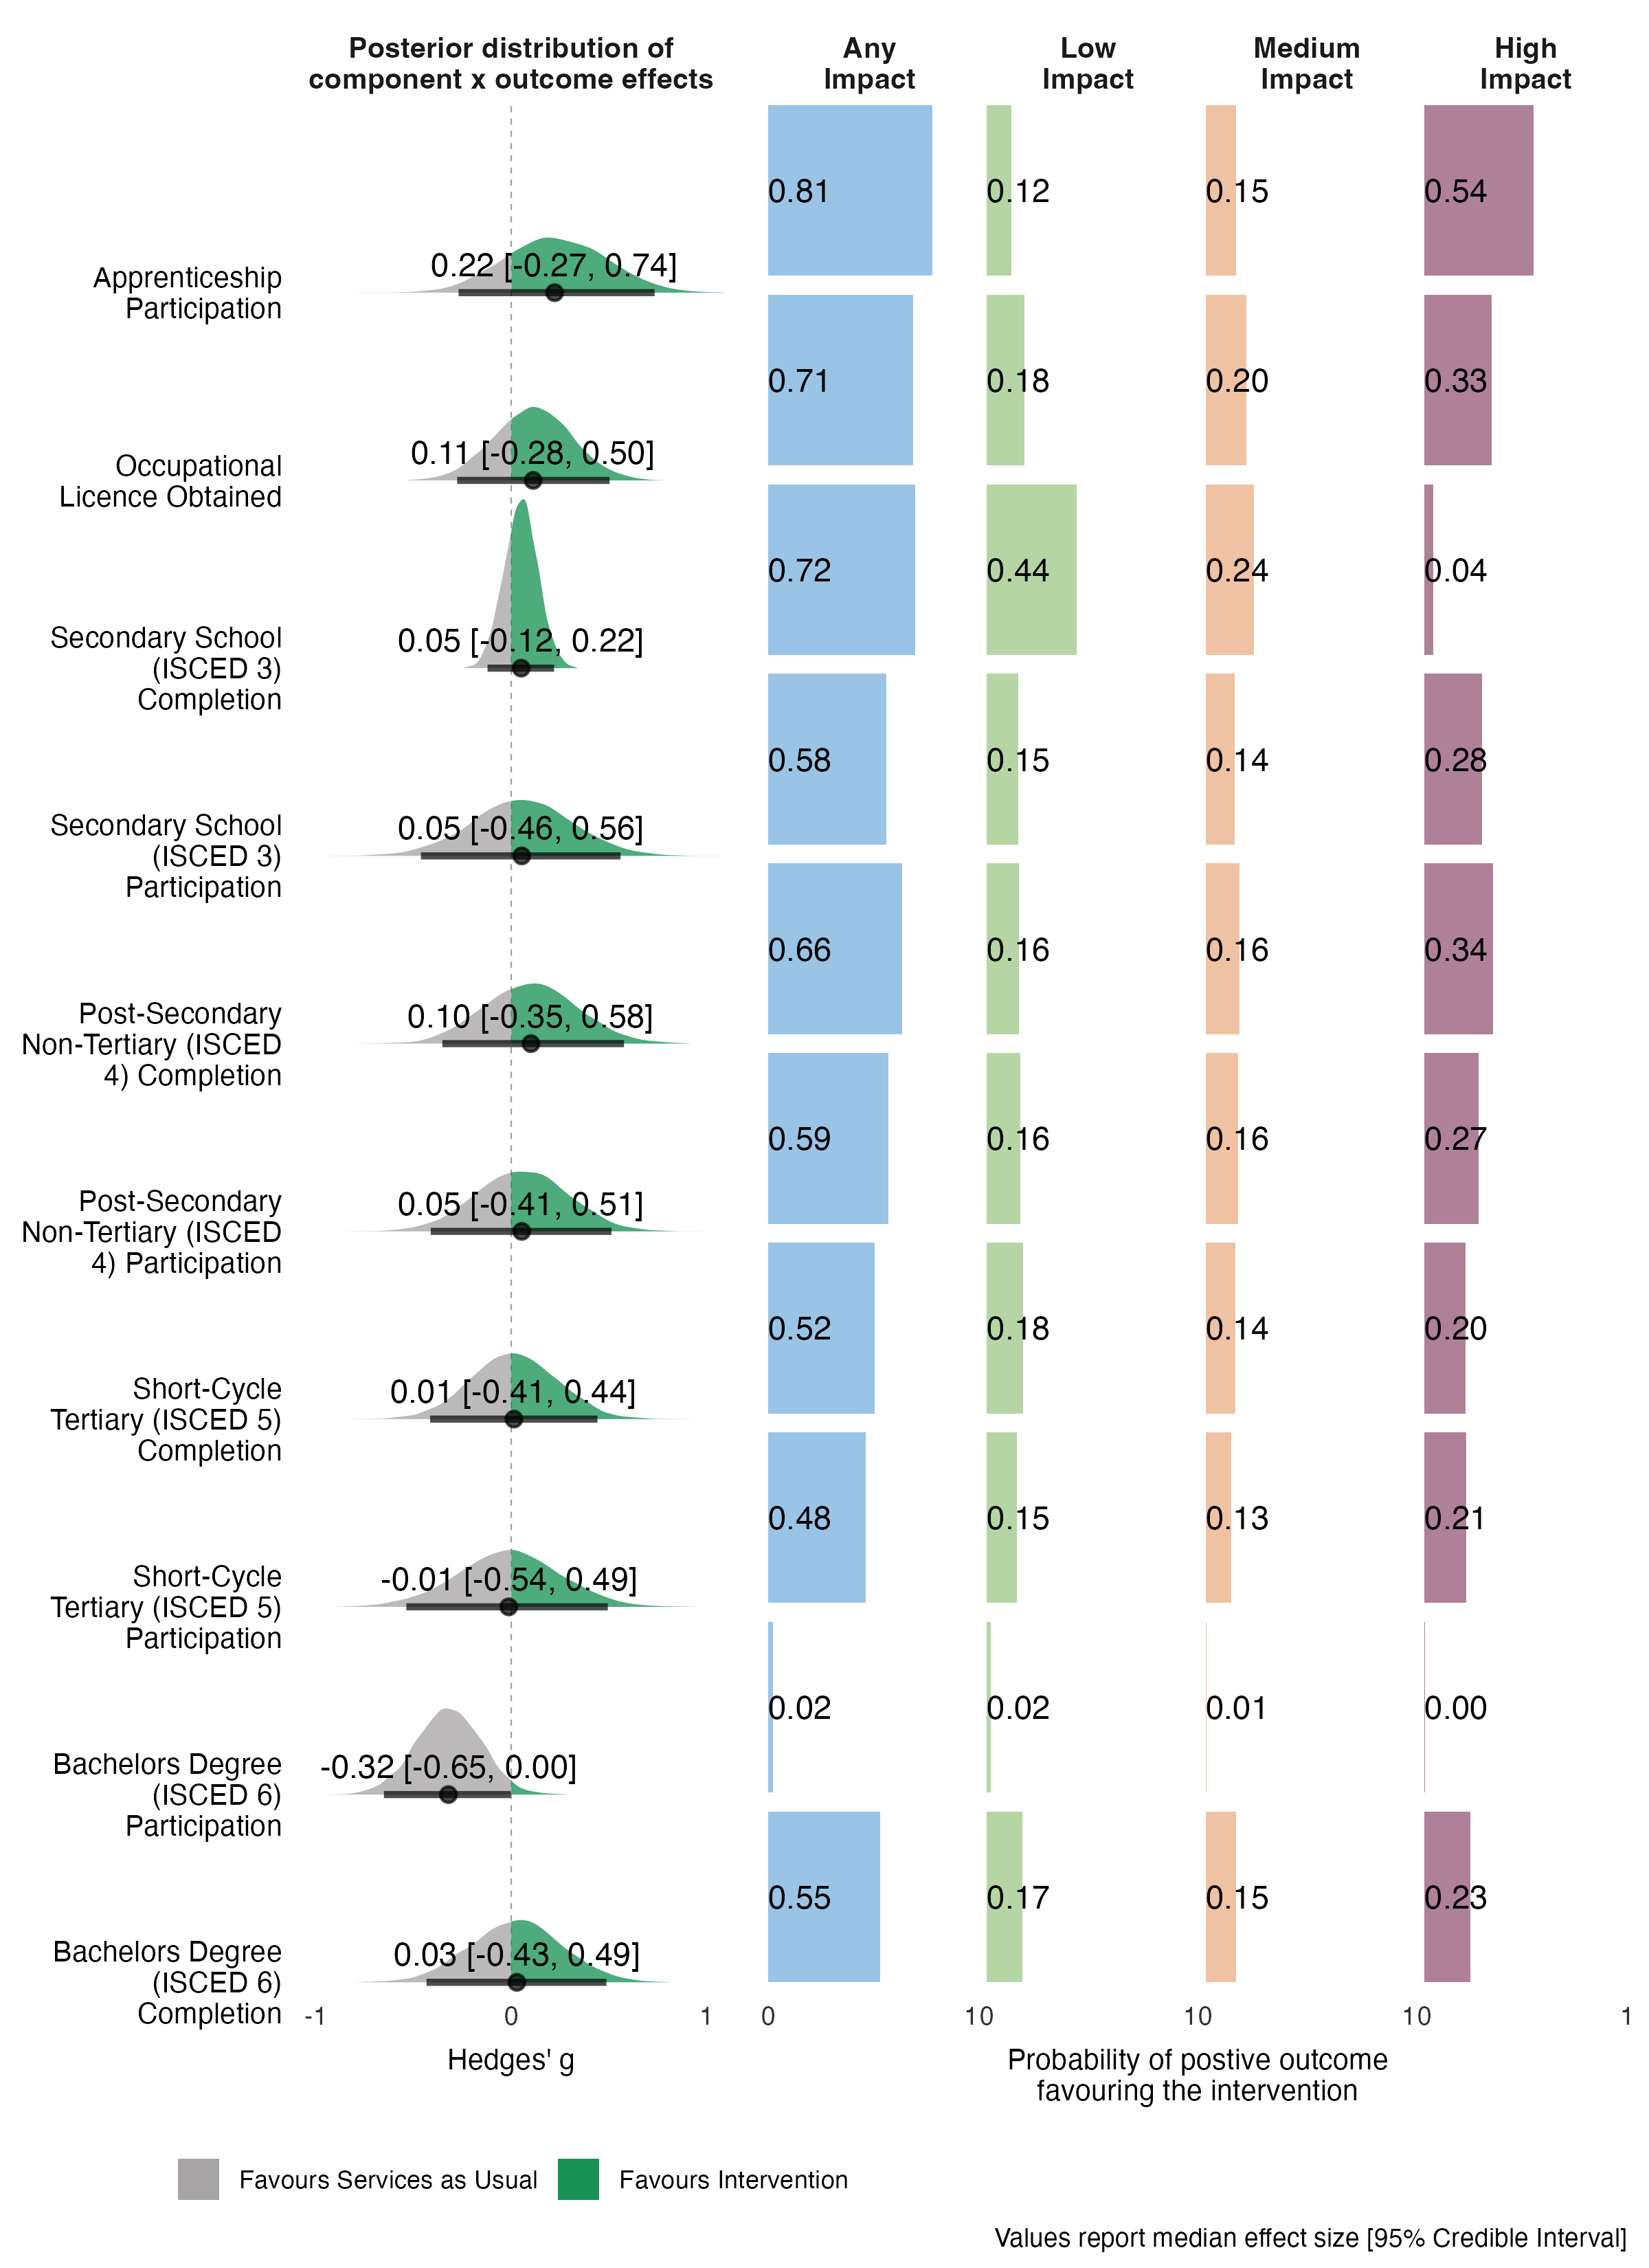 Posterior distribution of
component x outcome effects
Any
Impact
Low
Impact
Medium
Impact
High
Impact
0.81 0.12 0.15 0.54
Apprenticeship
Participation
0.22 [-0.27, 0.74]
0.71 0.18 0.20 0.33
Occupational
Licence Obtained
0.11 [-0.28, 0.50]
0.72 0.44 0.24 0.04
Secondary School
(ISCED 3)
Completion
0.05 [-0.12, 0.22]
0.58 0.15 0.14 0.28
Secondary School
(ISCED 3)
Participation
0.05 [-0.46, 0.56]
0.66 0.16 0.16 0.34
Post-Secondary
Non-Tertiary (ISCED
4) Completion
0.10 [-0.35, 0.58]
0.59 0.16 0.16 0.27
Post-Secondary
Non-Tertiary (ISCED
4) Participation
0.05 [-0.41, 0.51]
0.52 0.18 0.14 0.20
Short-Cycle
Tertiary (ISCED 5)
Completion
0.01 [-0.41, 0.44]
0.48 0.15 0.13 0.21
Short-Cycle
Tertiary (ISCED 5)
Participation
-0.01 [-0.54, 0.49]
0.02 0.02 0.01 0.00
Bachelors Degree
(ISCED 6)
Participation
-0.32 [-0.65, 0.00]
0.55 0.17 0.15 0.23
Bachelors Degree
(ISCED 6)
Completion
0.03 [-0.43, 0.49]
-1 0 1 0 10 10 10 1
Hedges' g
Probability of postive outcome
favouring the intervention
Favours Services as Usual Favours Intervention
Values report median effect size [95% Credible Interval]